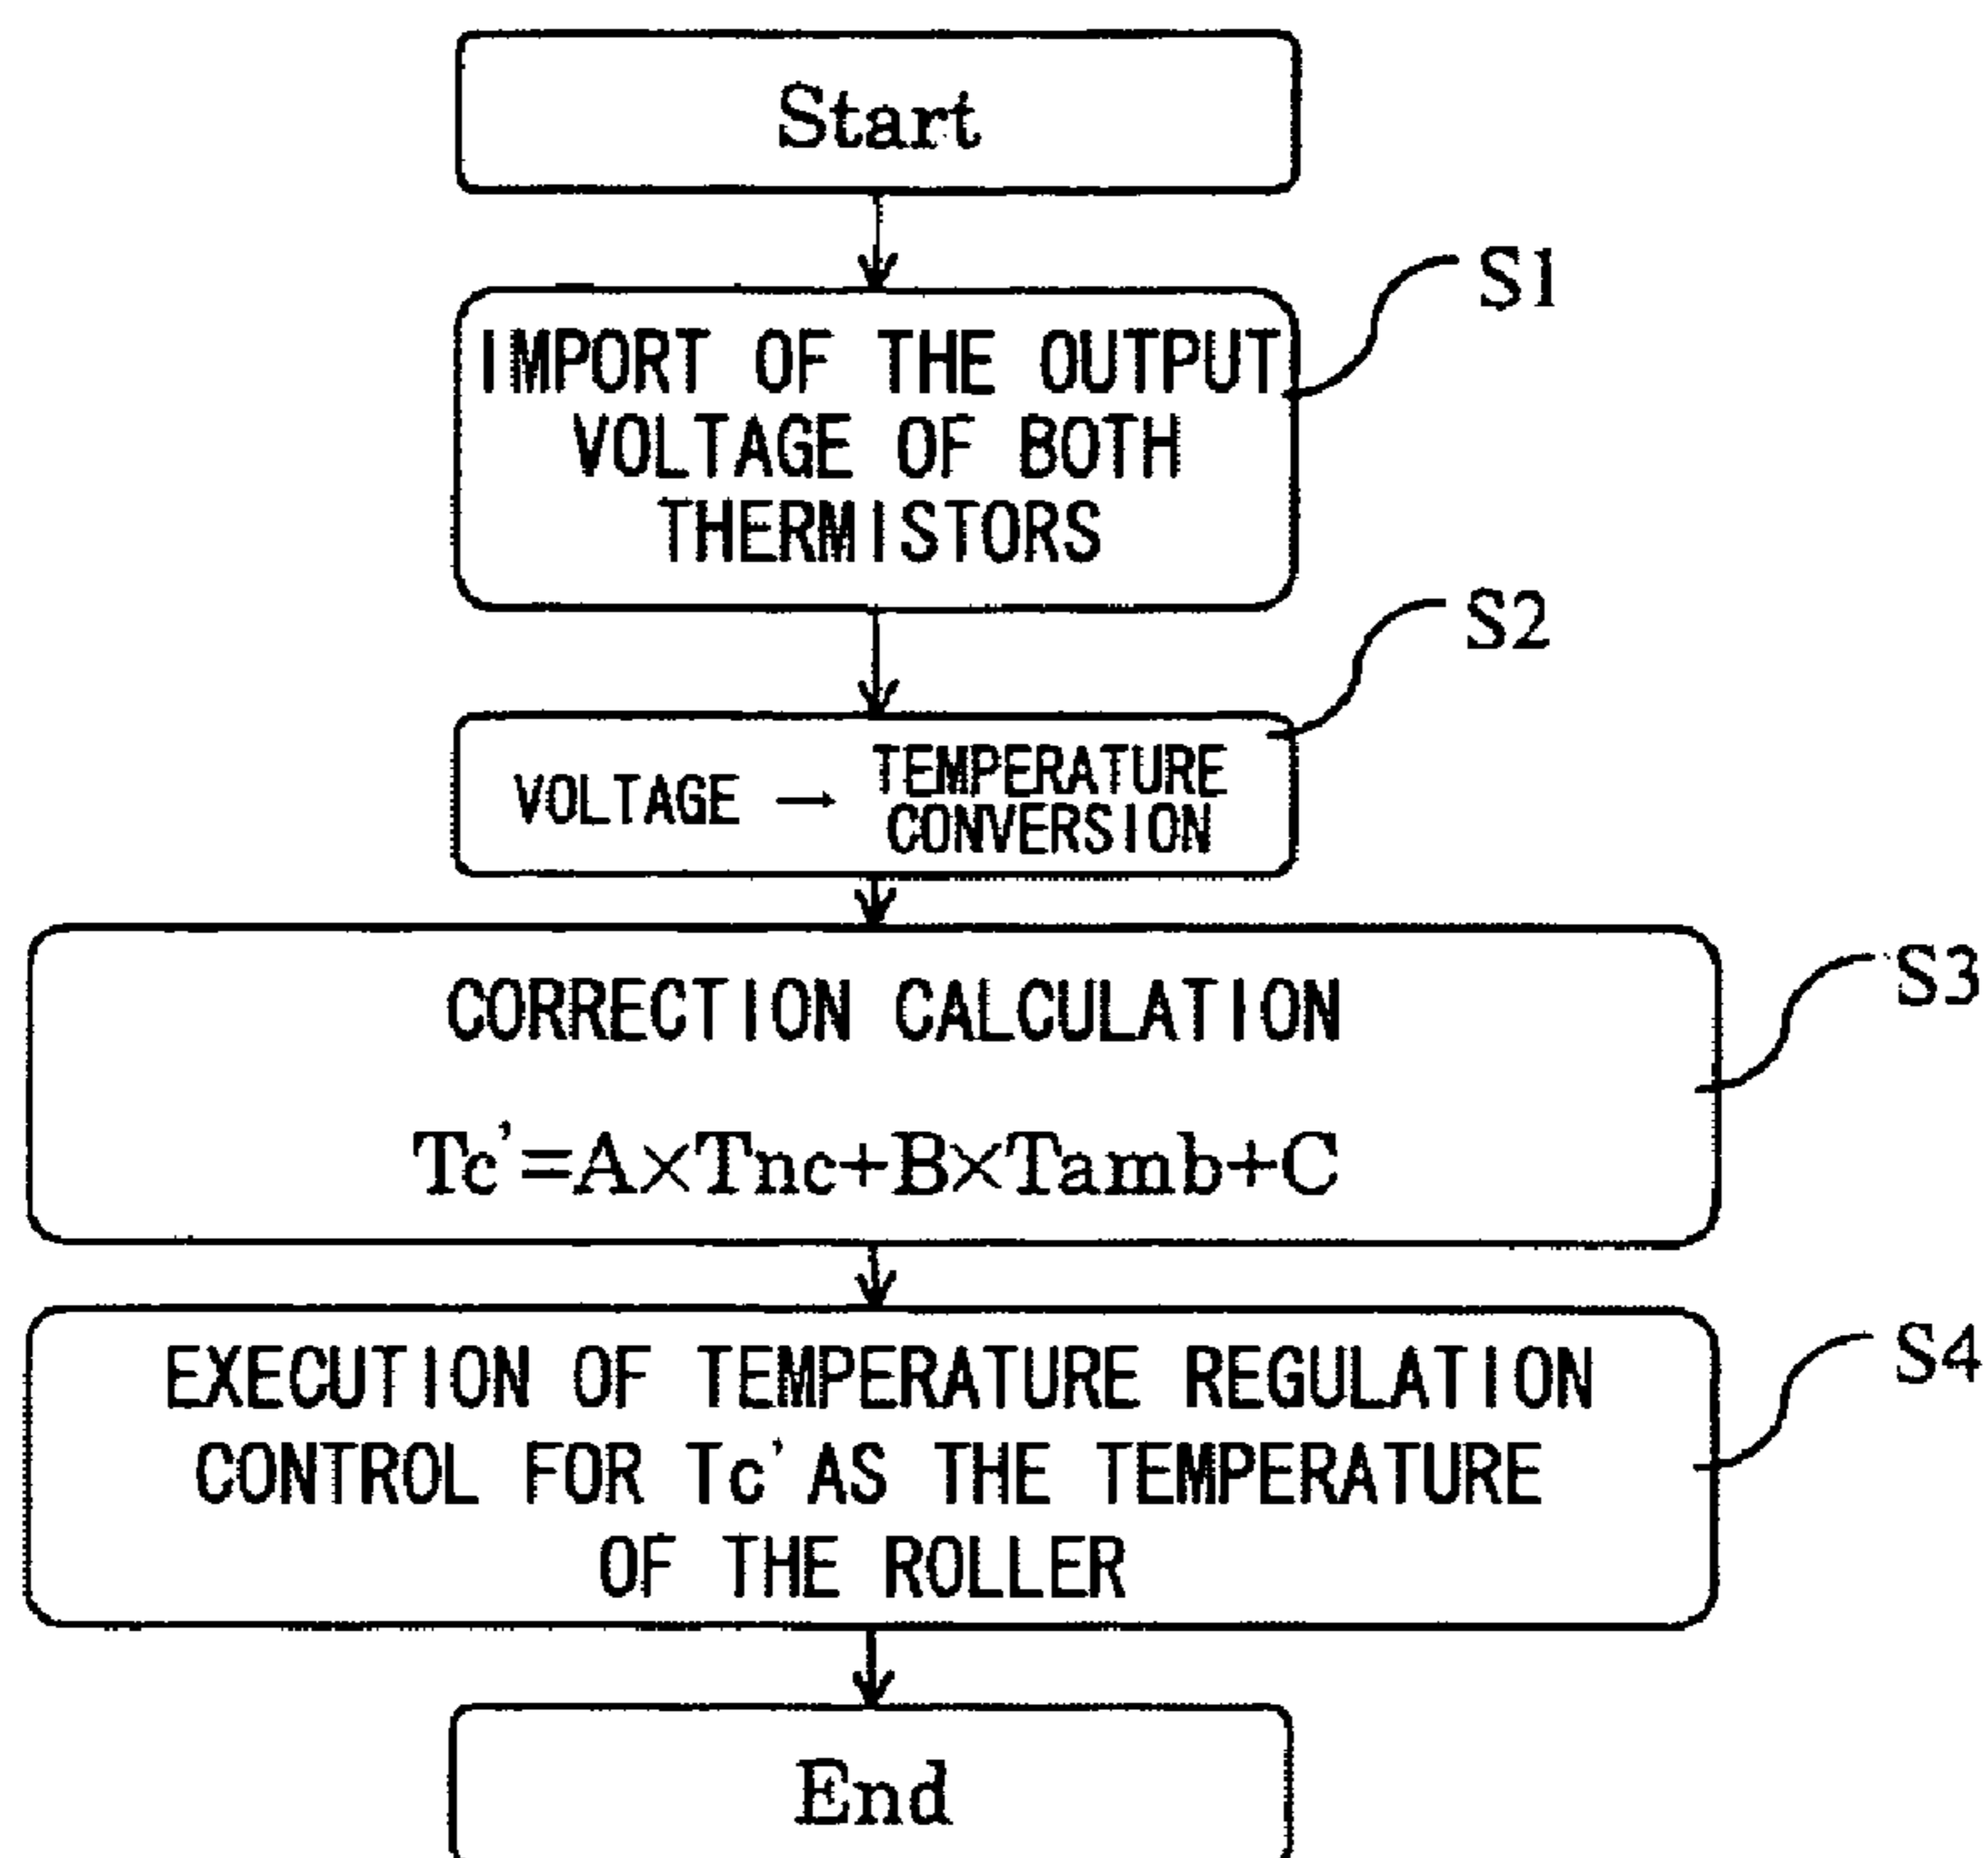 Start
S1
IMPORT OF THE OUTPUT
VOLTAGE OF BOTH
THERMISTORS
S2
VOLTAGE → TEMPERATURE
CONVERSION
S3
CORRECTION CALCULATION
Tc'=A×Tnc+B×Tamb+C
S4
EXECUTION OF TEMPERATURE REGULATION
CONTROL FOR Tc' AS THE TEMPERATURE
OF THE ROLLER
End